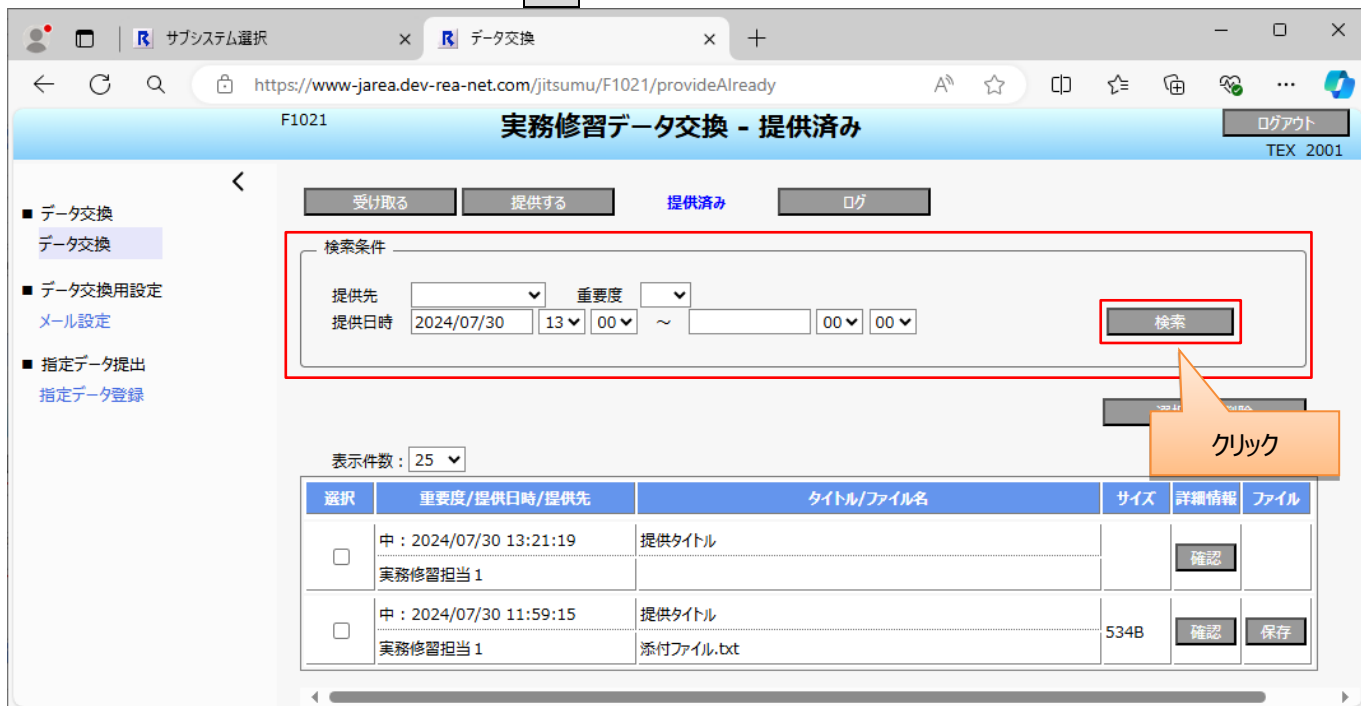 サブシステム選択
データ交換
https://www-jarea.dev-rea-net.com/jitsumu/F1021/provideAlready
F1021
実務修習データ交換 - 提供済み
ログアウト
TEX 2001
■ データ交換
データ交換
■ データ交換用設定
メール設定
■ 指定データ提出
指定データ登録
受け取る 提供する 提供済み ログ
検索条件
提供先 重要度
提供日時 2024/07/30 13 00 ～ 00 00
検索
クリック
表示件数： 25
選択 重要度/提供日時/提供先 タイトル/ファイル名 サイズ 詳細情報 ファイル
中：2024/07/30 13:21:19 提供タイトル
実務修習担当1
確認
中：2024/07/30 11:59:15 提供タイトル
実務修習担当1 添付ファイル.txt
534B 確認 保存